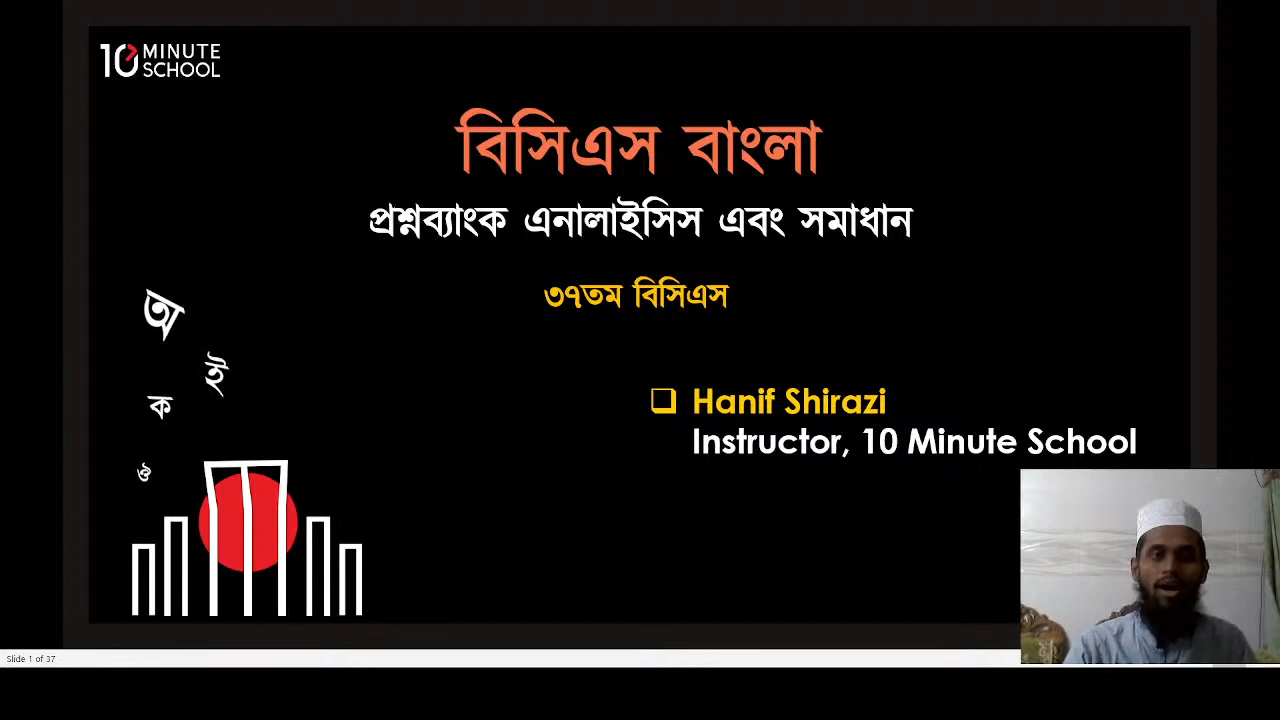 10 MINUTE
SCHOOL
বিসিএস বাংলা
প্রশ্নব্যাংক এনালাইসিস এবং সমাধান
৩৭তম বিসিএস
অ
ই
ক
ঔ
Hanif Shirazi
Instructor, 10 Minute School
Slide 1 of 37